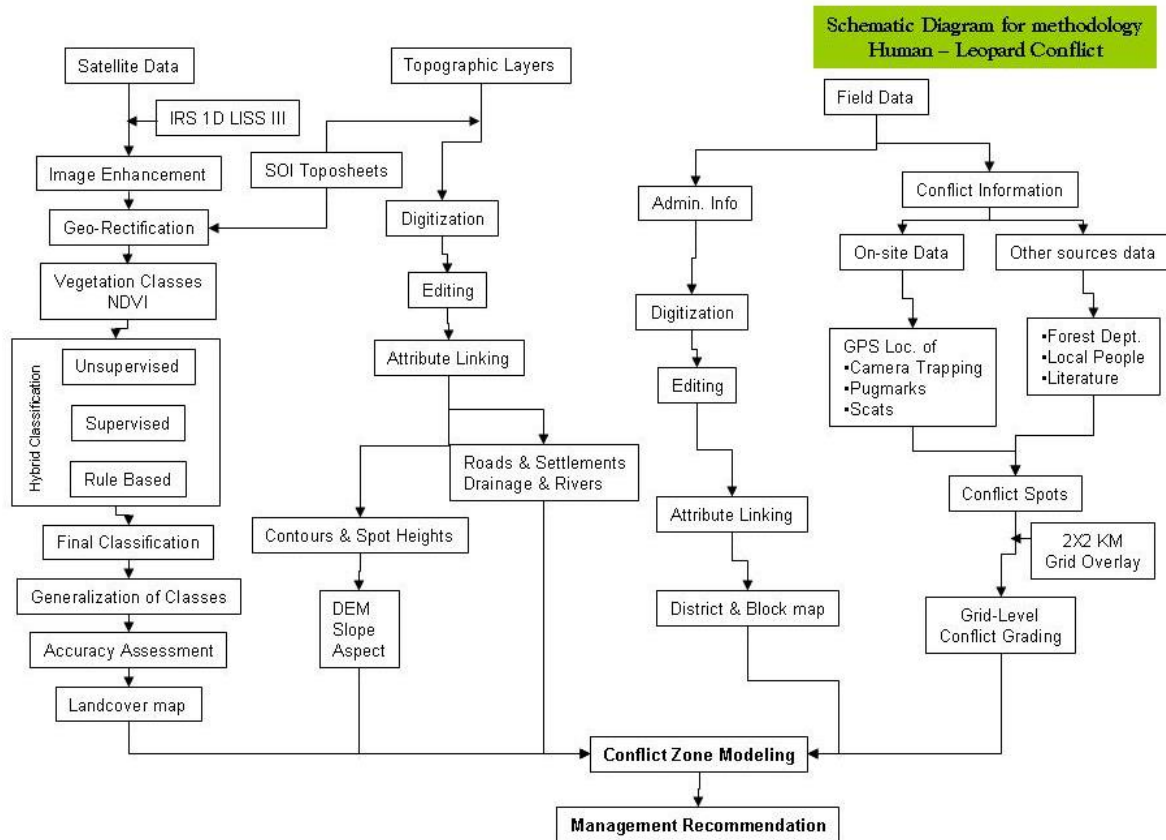 Schematic Diagram for methodology
Human – Leopard Conflict
Satellite Data
IRS 1D LISS III
Image Enhancement
Geo-Rectification
Vegetation Classes
NDVI
Hybrid Classification
Unsupervised
Supervised
Rule Based
Final Classification
Generalization of Classes
Accuracy Assessment
Landcover map
Topographic Layers
SOI Toposheets
Digitization
Editing
Attribute Linking
Roads & Settlements
Drainage & Rivers
Contours & Spot Heights
DEM
Slope
Aspect
Field Data
Admin. Info
Digitization
Editing
Attribute Linking
District & Block map
Conflict Information
On-site Data
GPS Loc. of
▪Camera Trapping
▪Pugmarks
▪Scats
Other sources data
▪Forest Dept.
▪Local People
▪Literature
Conflict Spots
2X2 KM
Grid Overlay
Grid-Level
Conflict Grading
Conflict Zone Modeling
Management Recommendation